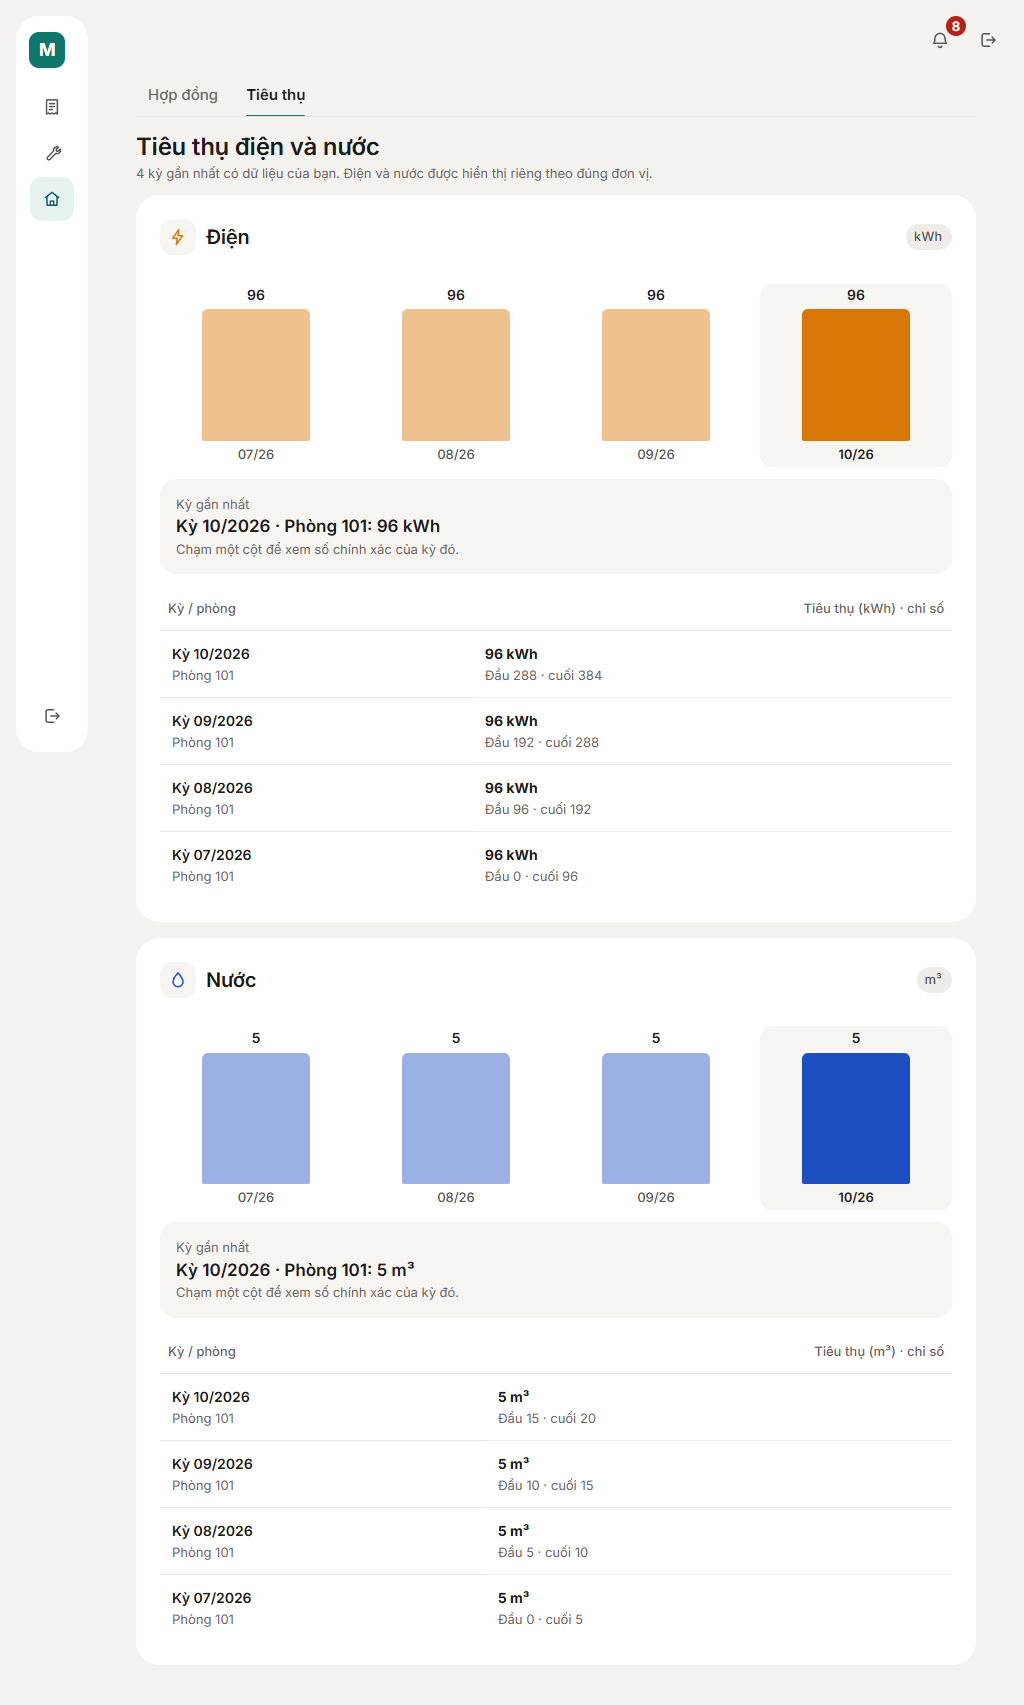 M
8
Hợp đồng
Tiêu thụ
Tiêu thụ điện và nước
4 kỳ gần nhất có dữ liệu của bạn. Điện và nước được hiển thị riêng theo đúng đơn vị.
Điện
kWh
96
96
96
96
07/26
08/26
09/26
10/26
Kỳ gần nhất
Kỳ 10/2026 · Phòng 101: 96 kWh
Chạm một cột để xem số chính xác của kỳ đó.
Kỳ / phòng
Tiêu thụ (kWh) · chỉ số
Kỳ 10/2026
96 kWh
Phòng 101
Đầu 288 · cuối 384
Kỳ 09/2026
96 kWh
Phòng 101
Đầu 192 · cuối 288
Kỳ 08/2026
96 kWh
Phòng 101
Đầu 96 · cuối 192
Kỳ 07/2026
96 kWh
Phòng 101
Đầu 0 · cuối 96
Nước
m³
5
5
5
5
07/26
08/26
09/26
10/26
Kỳ gần nhất
Kỳ 10/2026 · Phòng 101: 5 m³
Chạm một cột để xem số chính xác của kỳ đó.
Kỳ / phòng
Tiêu thụ (m³) · chỉ số
Kỳ 10/2026
5 m³
Phòng 101
Đầu 15 · cuối 20
Kỳ 09/2026
5 m³
Phòng 101
Đầu 10 · cuối 15
Kỳ 08/2026
5 m³
Phòng 101
Đầu 5 · cuối 10
Kỳ 07/2026
5 m³
Phòng 101
Đầu 0 · cuối 5